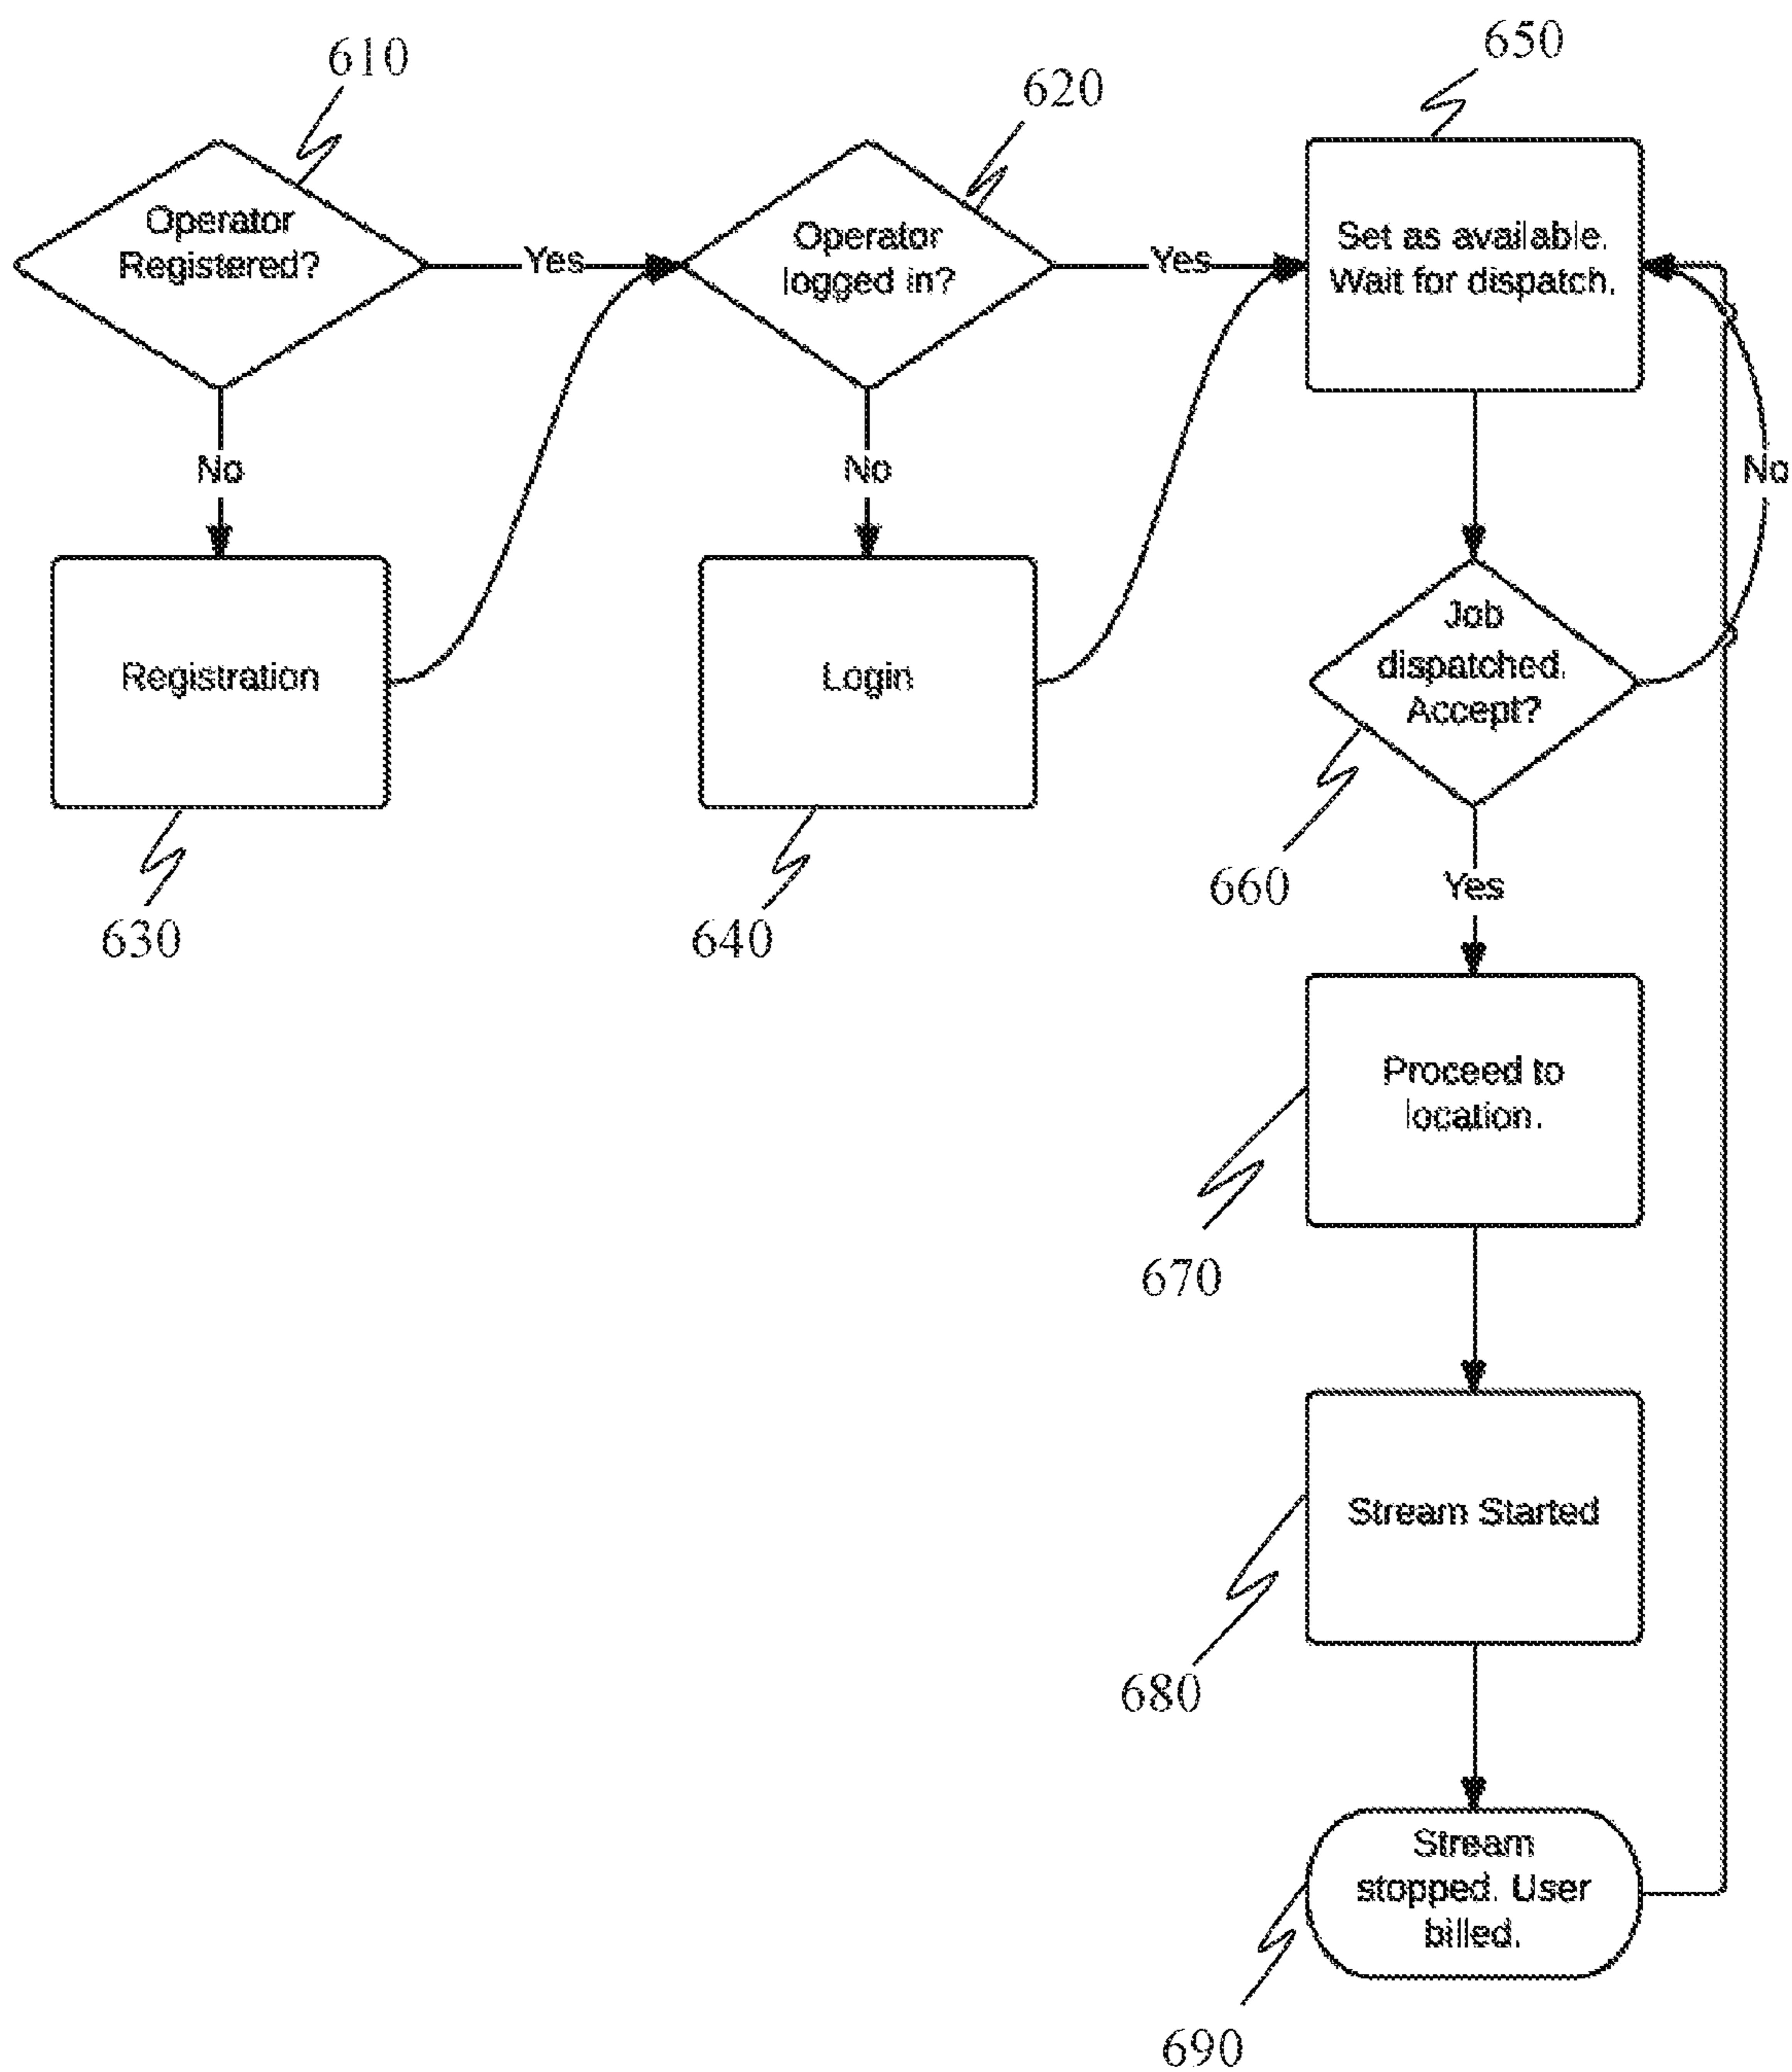 610
620
650
Operator
Registered?
Yes
Operator
logged in?
Yes
Set as available.
Wait for dispatch.
No
No
No
Registration
Login
Job
dispatched.
Accept?
630
640
660
Yes
Proceed to
location.
670
Stream Started
680
Stream
stopped. User
billed.
690